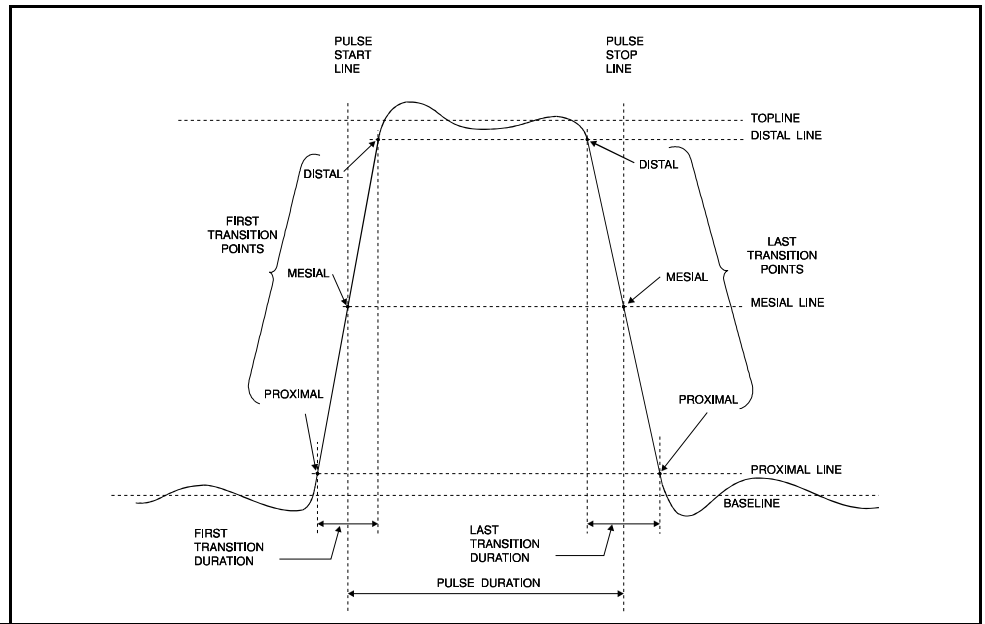 PULSE
START
LINE
PULSE
STOP
LINE
TOPLINE
DISTAL LINE
DISTAL
DISTAL
FIRST
TRANSITION
POINTS
LAST
TRANSITION
POINTS
MESIAL
MESIAL
MESIAL LINE
PROXIMAL
PROXIMAL
PROXIMAL LINE
BASELINE
FIRST
TRANSITION
DURATION
LAST
TRANSITION
DURATION
PULSE DURATION